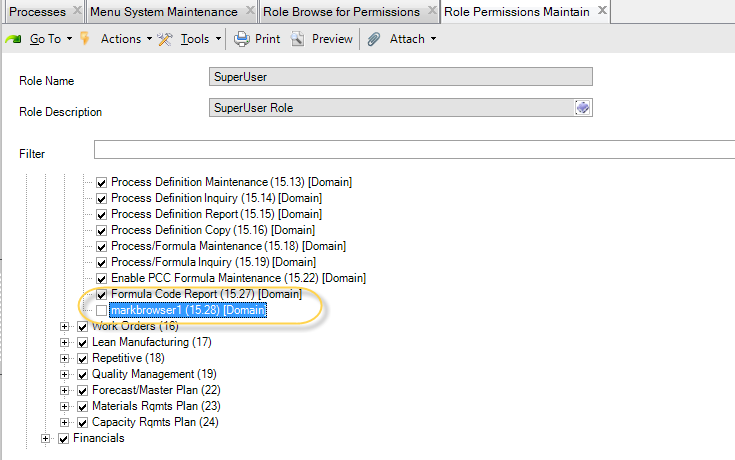 Processes Menu System Maintenance Role Browse for Permissions Role Permissions Maintain
Go To Actions Tools Print Preview Attach
Role Name SuperUser
Role Description SuperUser Role
Filter
Process Definition Maintenance (15.13) [Domain]
Process Definition Inquiry (15.14) [Domain]
Process Definition Report (15.15) [Domain]
Process Definition Copy (15.16) [Domain]
Process/Formula Maintenance (15.18) [Domain]
Process/Formula Inquiry (15.19) [Domain]
Enable PCC Formula Maintenance (15.22) [Domain]
Formula Code Report (15.27) [Domain]
markbrowser1 (15.28) [Domain]
Work Orders (16)
Lean Manufacturing (17)
Repetitive (18)
Quality Management (19)
Forecast/Master Plan (22)
Materials Rqmts Plan (23)
Capacity Rqmts Plan (24)
Financials